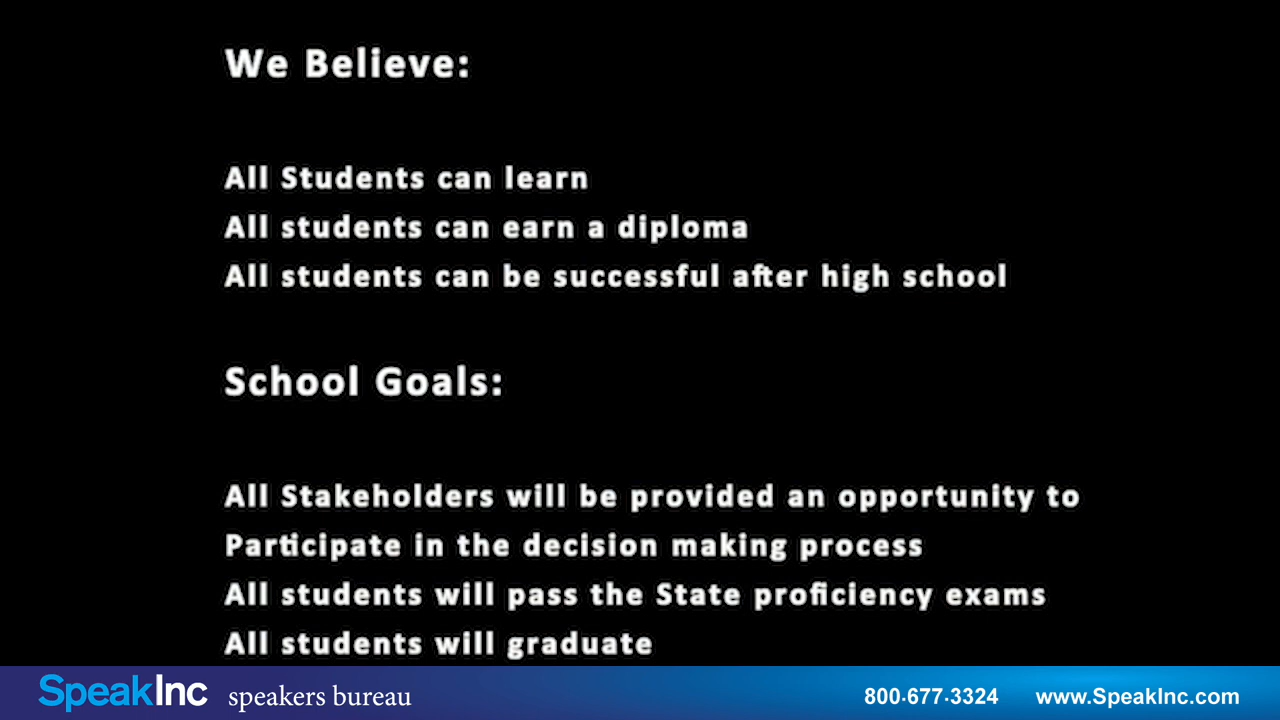 We Believe:
All Students can learn
All students can earn a diploma
All students can be successful after high school
School Goals:
All Stakeholders will be provided an opportunity to
Participate in the decision making process
All students will pass the State proficiency exams
All students will graduate
SpeakInc speakers bureau
800·677·3324 www.SpeakInc.com